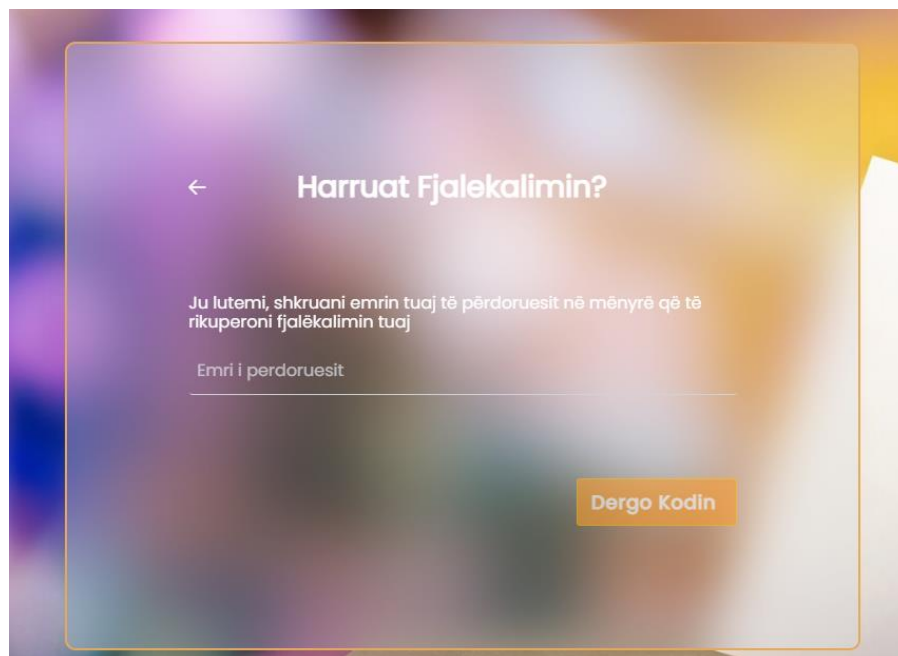 Harruat Fjalekalimin?
Ju lutemi, shkruani emrin tuaj të përdoruesit në mënyrë që të
rikuperoni fjalëkalimin tuaj
Emri i perdoruesit
Dergo Kodin